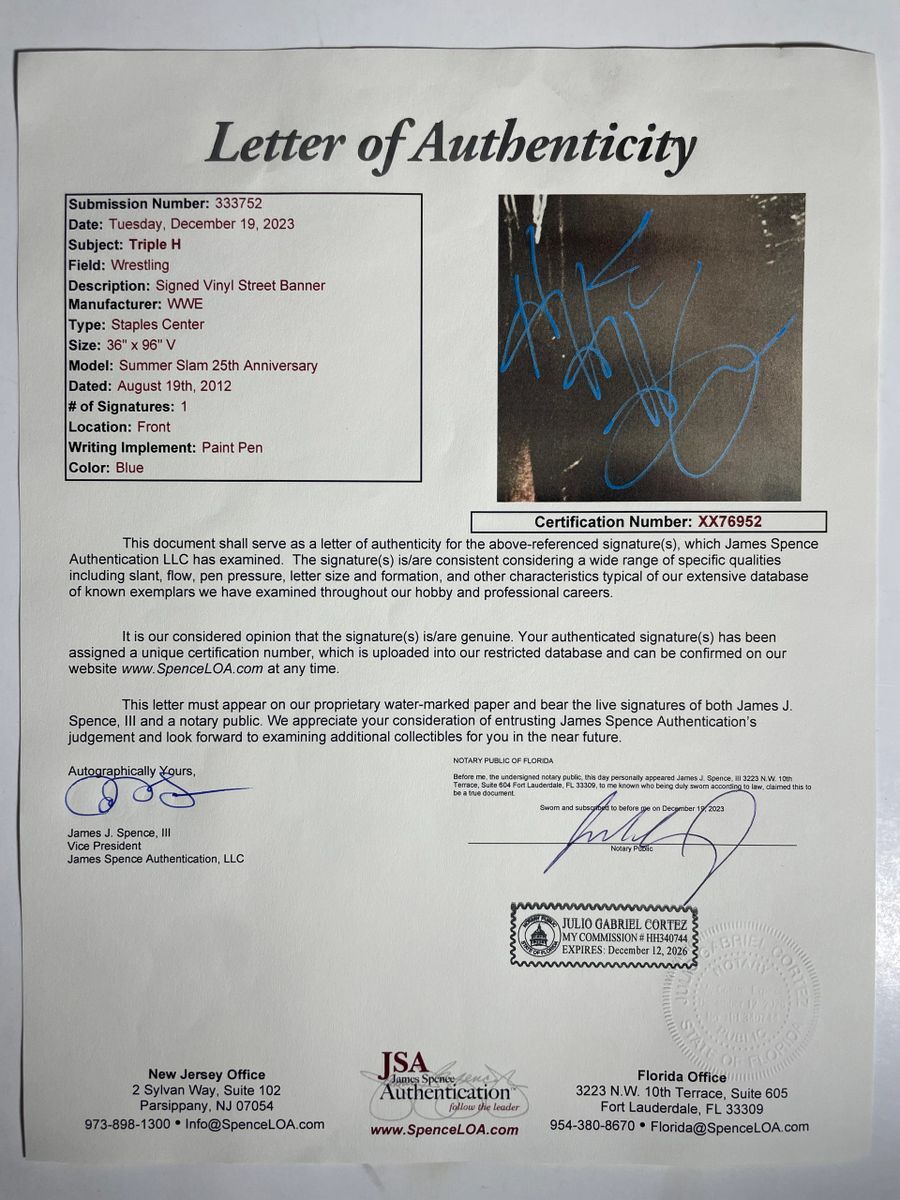 Letter of Authenticity
Submission Number: 333752
Date: Tuesday, December 19, 2023
Subject: Triple H
Field: Wrestling
Description: Signed Vinyl Street Banner
Manufacturer: WWE
Type: Staples Center
Size: 36" x 96" V
Model: Summer Slam 25th Anniversary
Dated: August 19th, 2012
# of Signatures: 1
Location: Front
Writing Implement: Paint Pen
Color: Blue
Certification Number: XX76952
This document shall serve as a letter of authenticity for the above-referenced signature(s), which James Spence
Authentication LLC has examined. The signature(s) is/are consistent considering a wide range of specific qualities
including slant, flow, pen pressure, letter size and formation, and other characteristics typical of our extensive database
of known exemplars we have examined throughout our hobby and professional careers.
It is our considered opinion that the signature(s) is/are genuine. Your authenticated signature(s) has been
assigned a unique certification number, which is uploaded into our restricted database and can be confirmed on our
website www.SpenceLOA.com at any time.
This letter must appear on our proprietary water-marked paper and bear the live signatures of both James J.
Spence, III and a notary public. We appreciate your consideration of entrusting James Spence Authentication's
judgement and look forward to examining additional collectibles for you in the near future.
Autographically Yours,
James J. Spence, III
Vice President
James Spence Authentication, LLC
NOTARY PUBLIC OF FLORIDA
Before me, the undersigned notary public, this day personally appeared James J. Spence, III 3223 N.W. 10th
Terrace, Suite 604 Fort Lauderdale, FL 33309, to me known who being duly sworn according to law, claimed this to
be a true document.
Sworn and subscribed to before me on December 19, 2023
Notary Public
NOTARY PUBLIC
STATE OF FLORIDA
JULIO GABRIEL CORTEZ
MY COMMISSION # HH340744
EXPIRES: December 12, 2026
JULIO GABRIEL CORTEZ
NOTARY
PUBLIC
STATE OF FLORIDA
New Jersey Office
2 Sylvan Way, Suite 102
Parsippany, NJ 07054
973-898-1300 • Info@SpenceLOA.com
JSA
James Spence
Authentication
follow the leader
www.SpenceLOA.com
Florida Office
3223 N.W. 10th Terrace, Suite 605
Fort Lauderdale, FL 33309
954-380-8670 • Florida@SpenceLOA.com